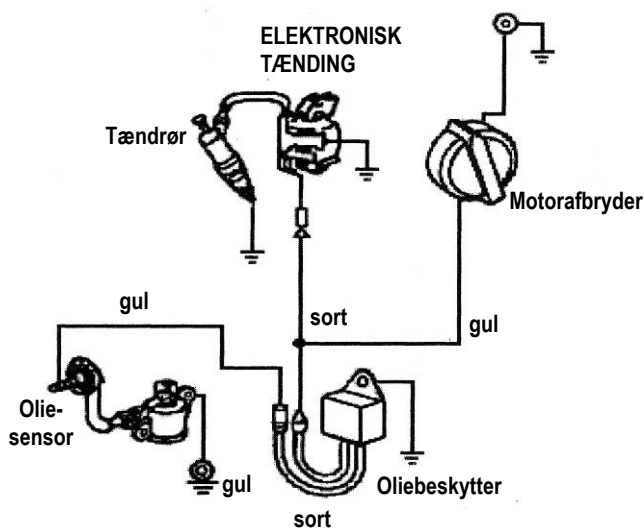 ELEKTRONISK
TÆNDING
Tændrør
Motorafbryder
gul
sort
gul
Olie-
sensor
gul
Oliebeskytter
sort